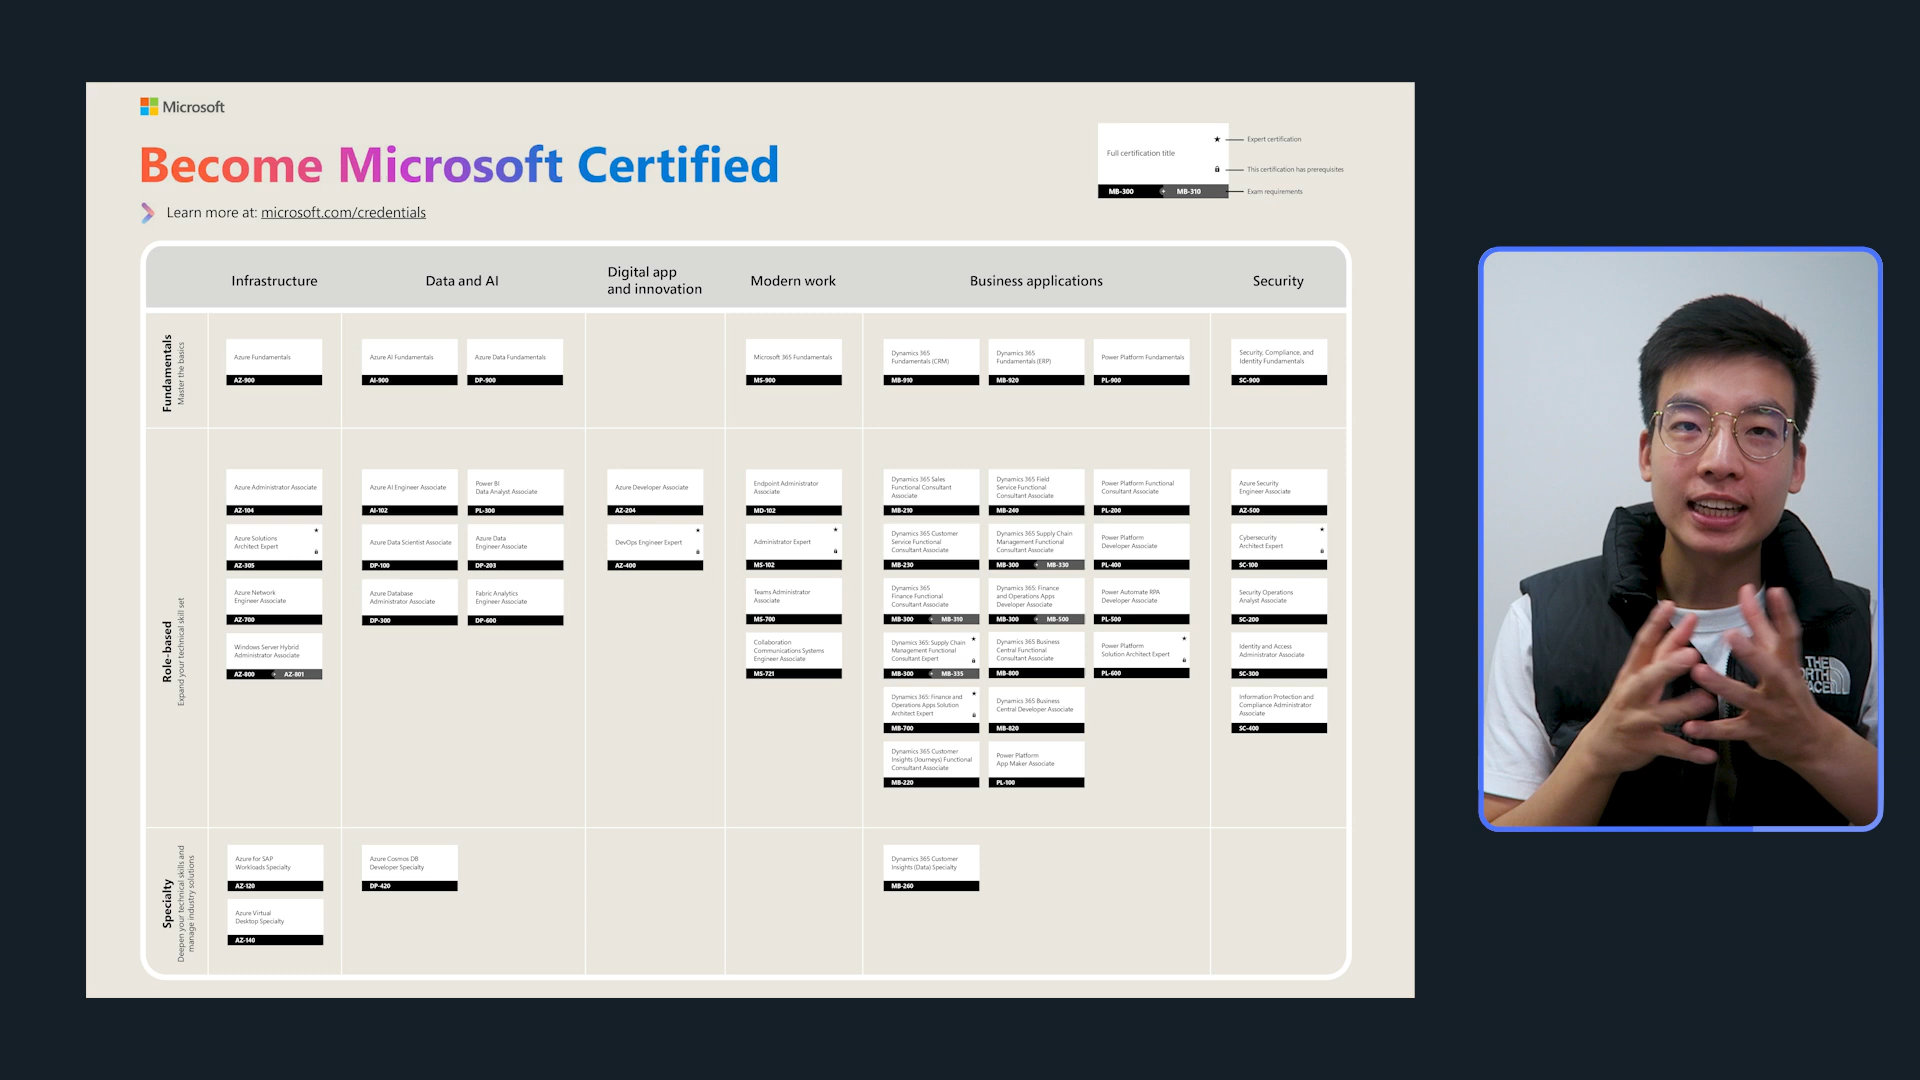 Microsoft
Become Microsoft Certified
Learn more at: microsoft.com/credentials
Full certification title
MB-300 + MB-310
Expert certification
This certification has prerequisites
Exam requirements
Infrastructure
Data and AI
Digital app
and innovation
Modern work
Business applications
Security
Fundamentals
Master the basics
Azure Fundamentals
AZ-900
Azure AI Fundamentals
AI-900
Azure Data Fundamentals
DP-900
Microsoft 365 Fundamentals
MS-900
Dynamics 365
Fundamentals (CRM)
MB-910
Dynamics 365
Fundamentals (ERP)
MB-920
Power Platform Fundamentals
PL-900
Security, Compliance, and
Identity Fundamentals
SC-900
Role-based
Expand your technical skill set
Azure Administrator Associate
AZ-104
Azure Solutions
Architect Expert
AZ-305
Azure Network
Engineer Associate
AZ-700
Windows Server Hybrid
Administrator Associate
AZ-800 + AZ-801
Azure AI Engineer Associate
AI-102
Azure Data Scientist Associate
DP-100
Azure Database
Administrator Associate
DP-300
Power BI
Data Analyst Associate
PL-300
Azure Data
Engineer Associate
DP-203
Fabric Analytics
Engineer Associate
DP-600
Azure Developer Associate
AZ-204
DevOps Engineer Expert
AZ-400
Endpoint Administrator
Associate
MD-102
Administrator Expert
MS-102
Teams Administrator
Associate
MS-700
Collaboration
Communications Systems
Engineer Associate
MS-721
Dynamics 365 Sales
Functional Consultant
Associate
MB-210
Dynamics 365 Customer
Service Functional
Consultant Associate
MB-230
Dynamics 365
Finance Functional
Consultant Associate
MB-300 + MB-310
Dynamics 365: Supply Chain
Management Functional
Consultant Expert
MB-300 + MB-335
Dynamics 365: Finance and
Operations Apps Solution
Architect Expert
MB-700
Dynamics 365 Customer
Insights (Journeys) Functional
Consultant Associate
MB-220
Dynamics 365 Field
Service Functional
Consultant Associate
MB-240
Dynamics 365 Supply Chain
Management Functional
Consultant Associate
MB-300 + MB-330
Dynamics 365: Finance
and Operations Apps
Developer Associate
MB-300 + MB-500
Dynamics 365 Business
Central Functional
Consultant Associate
MB-800
Dynamics 365 Business
Central Developer Associate
MB-820
Power Platform
App Maker Associate
PL-100
Power Platform Functional
Consultant Associate
PL-200
Power Platform
Developer Associate
PL-400
Power Automate RPA
Developer Associate
PL-500
Power Platform
Solution Architect Expert
PL-600
Azure Security
Engineer Associate
AZ-500
Cybersecurity
Architect Expert
SC-100
Security Operations
Analyst Associate
SC-200
Identity and Access
Administrator Associate
SC-300
Information Protection and
Compliance Administrator
Associate
SC-400
Specialty
Deepen your technical skills and
manage industry solutions
Azure for SAP
Workloads Specialty
AZ-120
Azure Virtual
Desktop Specialty
AZ-140
Azure Cosmos DB
Developer Specialty
DP-420
Dynamics 365 Customer
Insights (Data) Specialty
MB-260
THE
NORTH
FACE